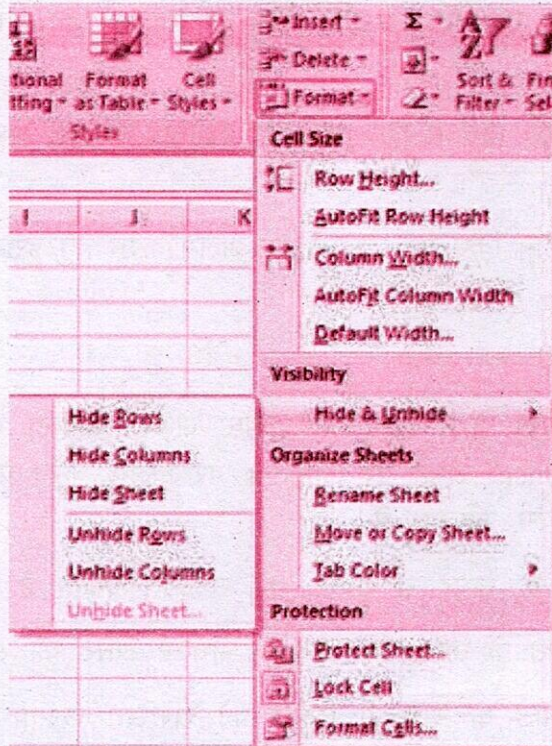 Insert
Σ
Delete
Format
as Table
Cell
Styles
Sort &
Filter
Format
Styles
Cell Size
Row Height...
AutoFit Row Height
I J K
Column Width...
AutoFit Column Width
Default Width...
Visibility
Hide & Unhide
Hide Rows
Hide Columns
Hide Sheet
Unhide Rows
Unhide Columns
Unhide Sheet...
Organize Sheets
Rename Sheet
Move or Copy Sheet...
Tab Color
Protection
Protect Sheet...
Lock Cell
Format Cells...